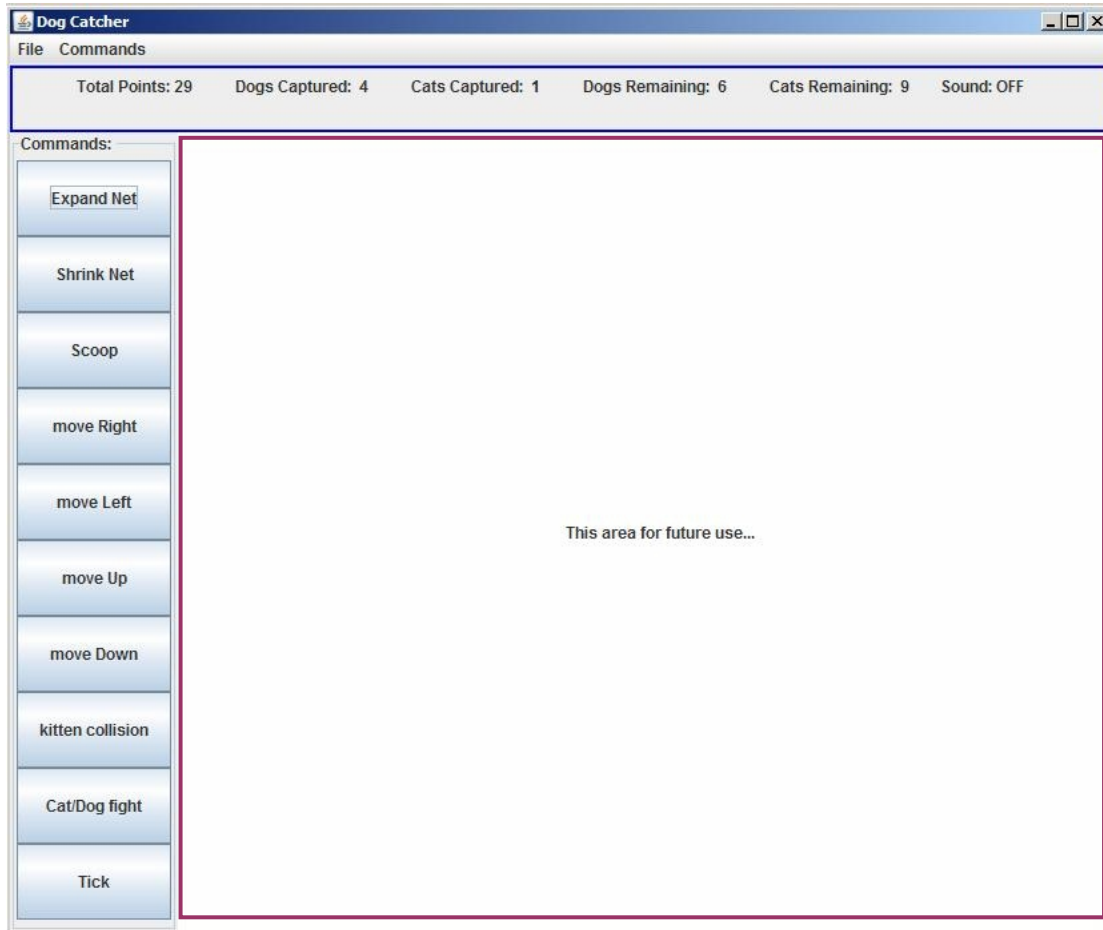 Dog Catcher
File Commands
Total Points: 29 Dogs Captured: 4 Cats Captured: 1 Dogs Remaining: 6 Cats Remaining: 9 Sound: OFF
Commands:
Expand Net
Shrink Net
Scoop
move Right
move Left
This area for future use...
move Up
move Down
kitten collision
Cat/Dog fight
Tick